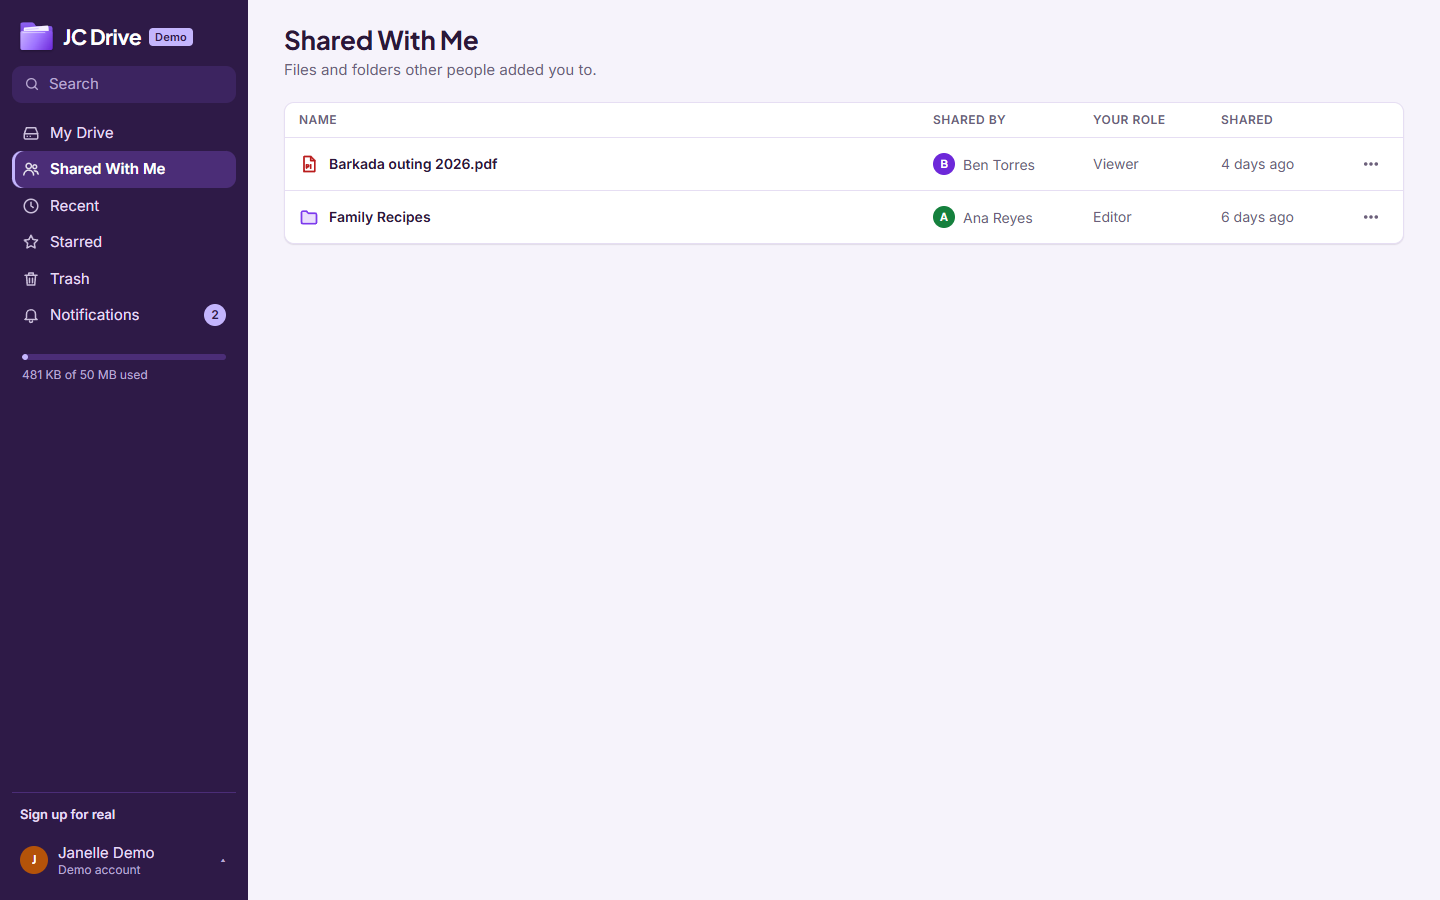 JC Drive Demo
Search
My Drive
Shared With Me
Recent
Starred
Trash
Notifications 2
481 KB of 50 MB used
Sign up for real
J Janelle Demo
Demo account
Shared With Me
Files and folders other people added you to.
NAME SHARED BY YOUR ROLE SHARED
Barkada outing 2026.pdf B Ben Torres Viewer 4 days ago
Family Recipes A Ana Reyes Editor 6 days ago